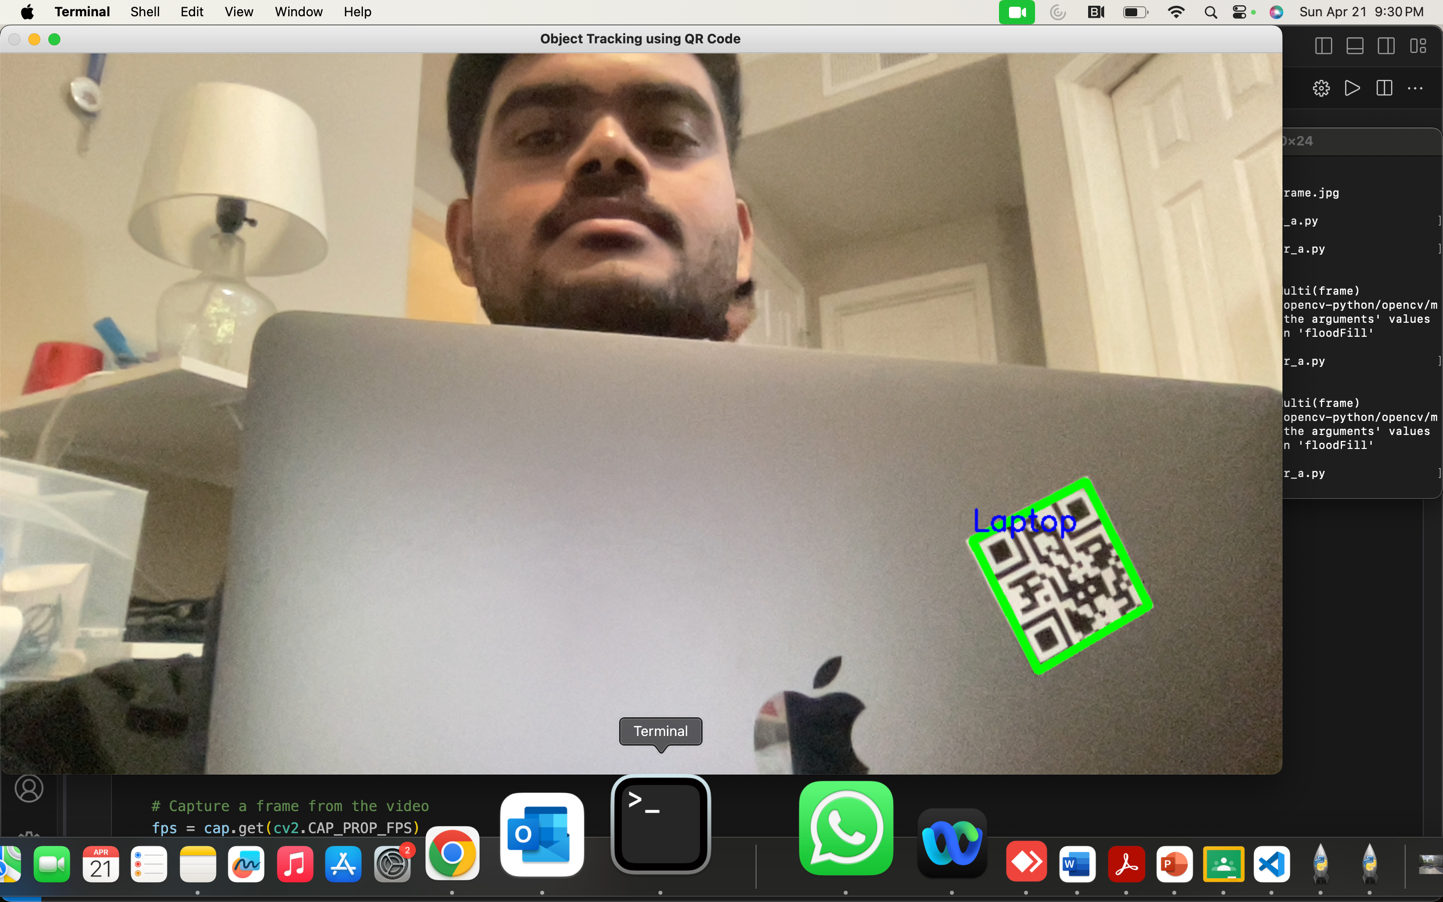 Terminal Shell Edit View Window Help
Sun Apr 21 9:30 PM
Object Tracking using QR Code
0×24
rame.jpg
_a.py ]
r_a.py ]
ulti(frame)
opencv-python/opencv/m
the arguments' values
n 'floodFill'
r_a.py ]
ulti(frame)
opencv-python/opencv/m
the arguments' values
n 'floodFill'
r_a.py ]
Laptop
Terminal
# Capture a frame from the video
fps = cap.get(cv2.CAP_PROP_FPS)
>_
O
APR
21
2
W
P